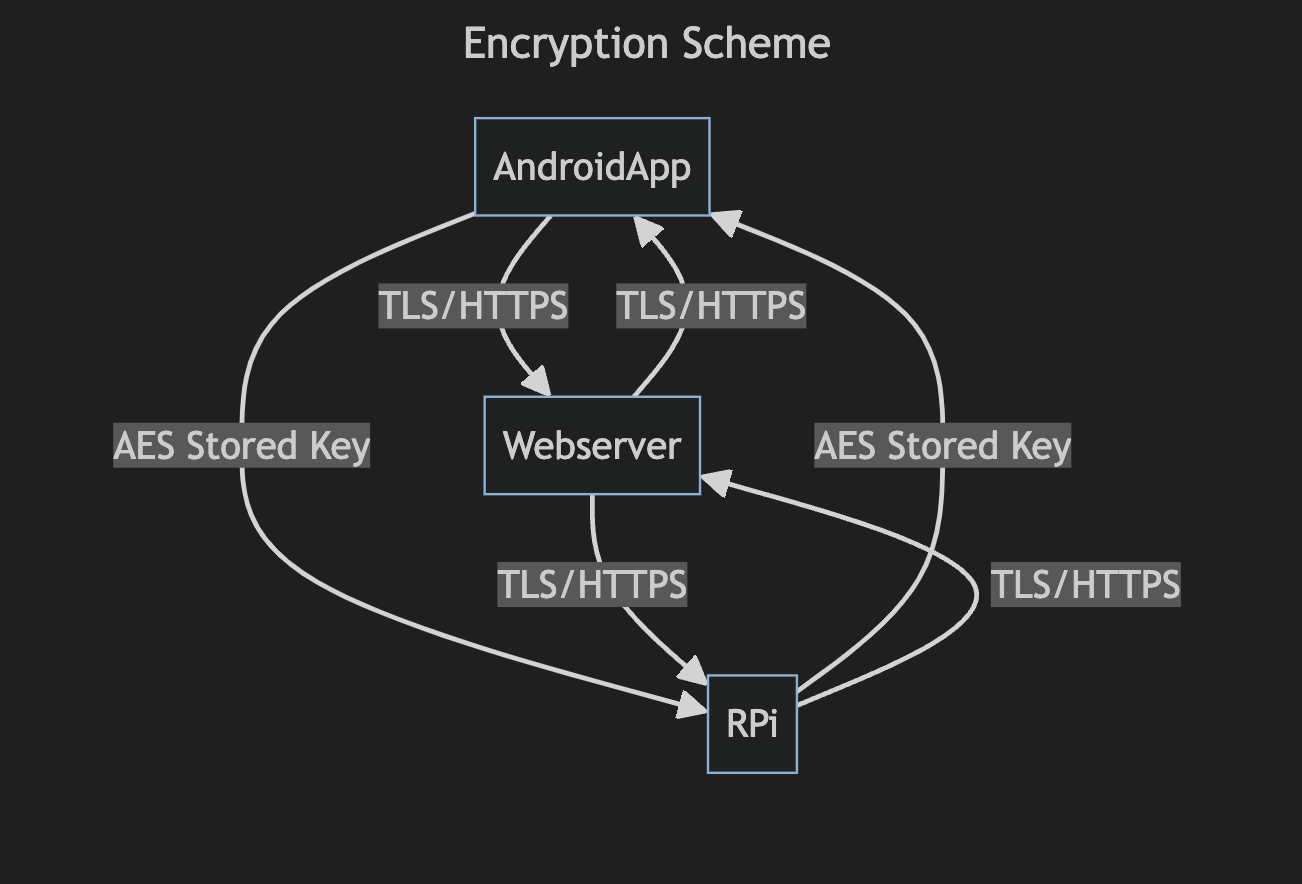 Encryption Scheme
AndroidApp
TLS/HTTPS
TLS/HTTPS
AES Stored Key
Webserver
AES Stored Key
TLS/HTTPS
TLS/HTTPS
RPi